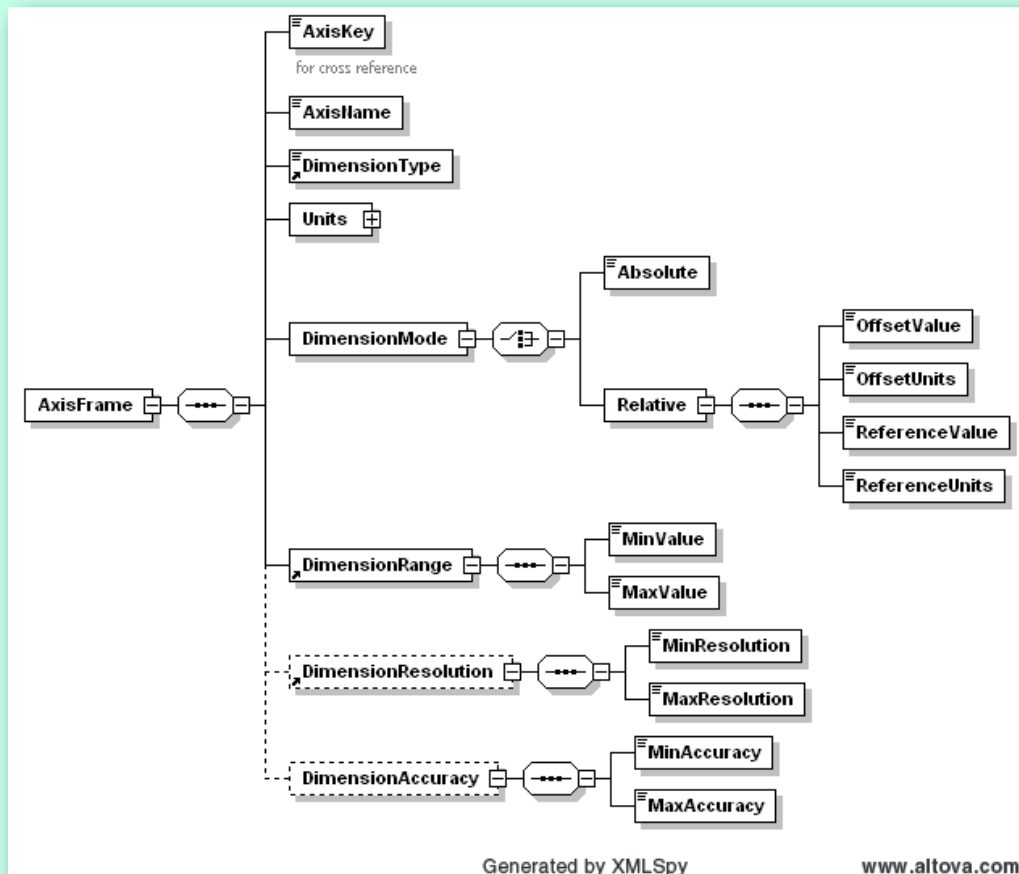 AxisKey
for cross reference
AxisName
DimensionType
Units
Absolute
DimensionMode
OffsetValue
OffsetUnits
AxisFrame
Relative
ReferenceValue
ReferenceUnits
MinValue
DimensionRange
MaxValue
MinResolution
DimensionResolution
MaxResolution
MinAccuracy
DimensionAccuracy
MaxAccuracy
Generated by XMLSpy www.altova.com